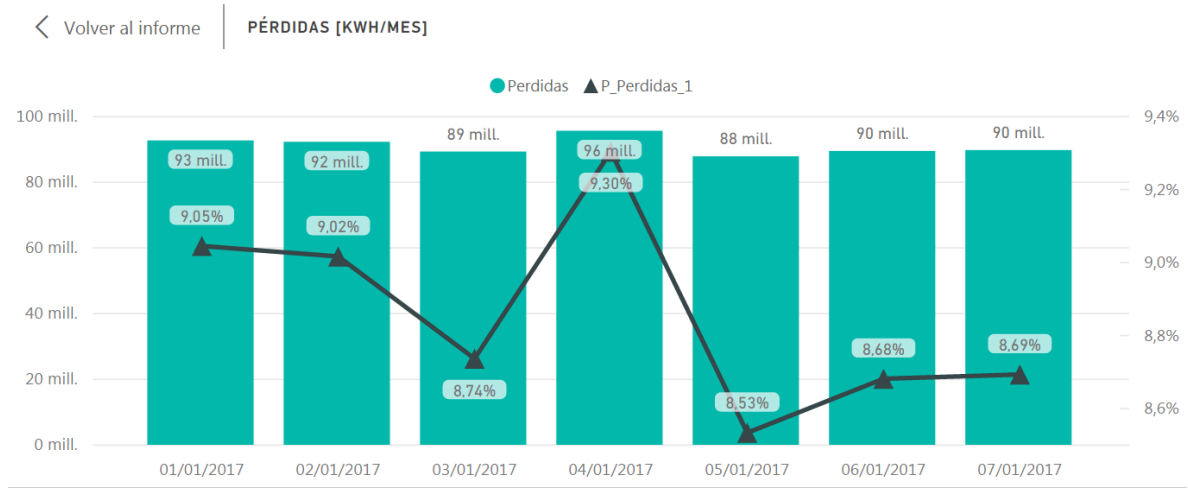 Volver al informe
PÉRDIDAS [KWH/MES]
Perdidas P_Perdidas_1
100 mill.
80 mill.
60 mill.
40 mill.
20 mill.
0 mill.
93 mill.
92 mill.
89 mill.
96 mill.
88 mill.
90 mill.
90 mill.
9,05%
9,02%
8,74%
9,30%
8,53%
8,68%
8,69%
9,4%
9,2%
9,0%
8,8%
8,6%
01/01/2017
02/01/2017
03/01/2017
04/01/2017
05/01/2017
06/01/2017
07/01/2017